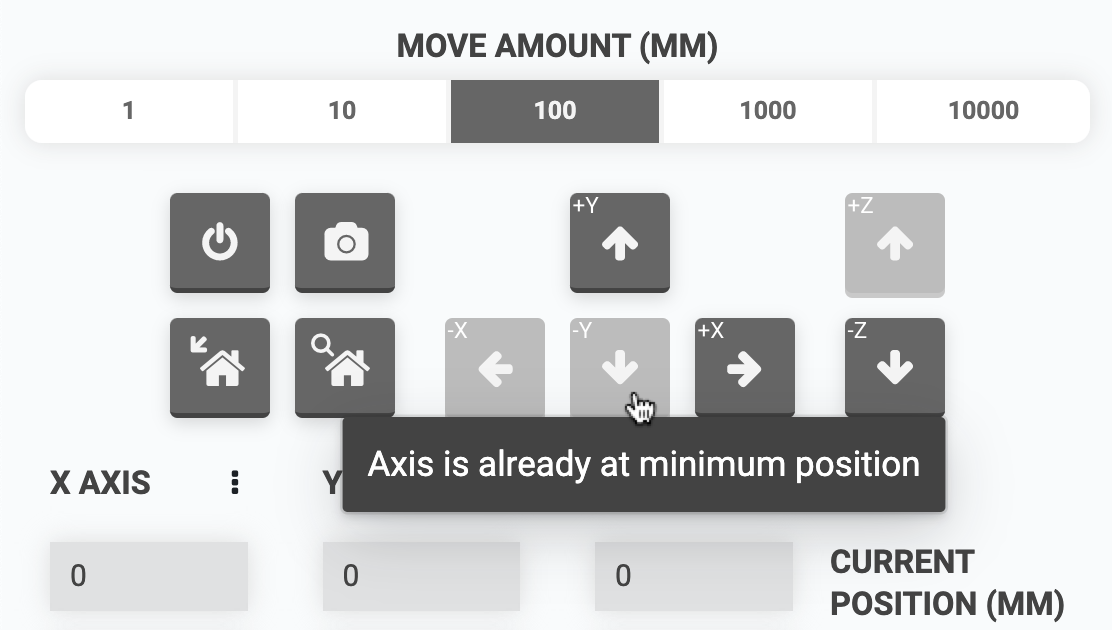 MOVE AMOUNT (MM)
1 10 100 1000 10000
+Y +Z
-X -Y +X -Z
Axis is already at minimum position
X AXIS Y
0 0 0 CURRENT
POSITION (MM)